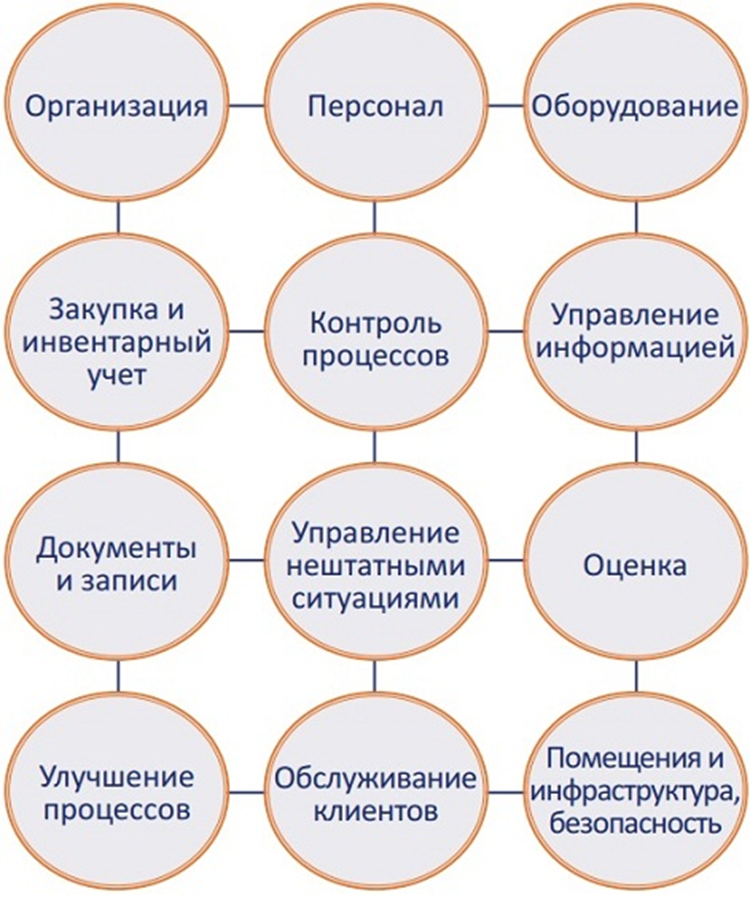 Организация
Персонал
Оборудование
Закупка и
инвентарный
учет
Контроль
процессов
Управление
информацией
Документы
и записи
Управление
нештатными
ситуациями
Оценка
Улучшение
процессов
Обслуживание
клиентов
Помещения и
инфраструктура,
безопасность